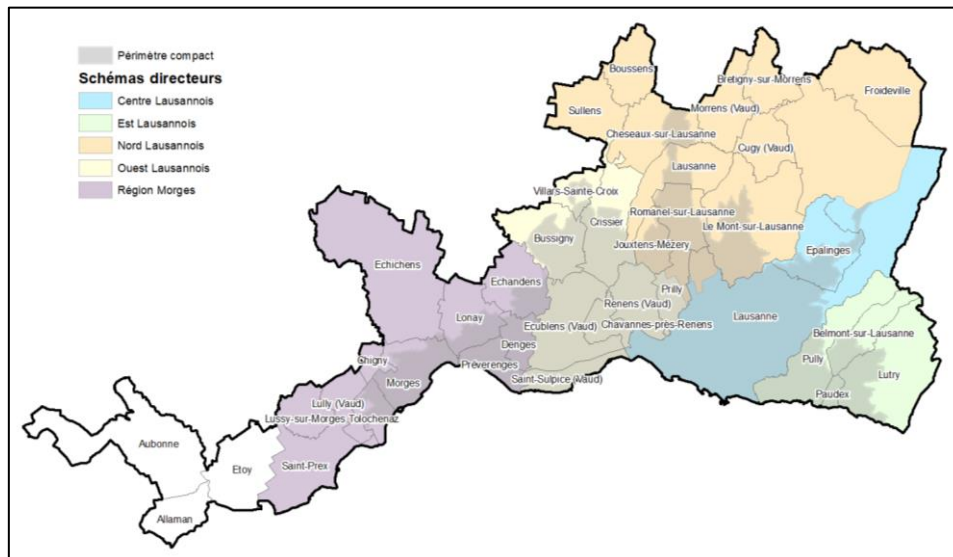 Périmètre compact
Schémas directeurs
Centre Lausannois
Est Lausannois
Nord Lausannois
Ouest Lausannois
Région Morges
Boussens
Bretigny-sur-Morrens
Froideville
Sullens
Morrens (Vaud)
Cheseaux-sur-Lausanne
Cugy (Vaud)
Lausanne
Villars-Sainte-Croix
Romanel-sur-Lausanne
Crissier
Le Mont-sur-Lausanne
Bussigny
Jouxtens-Mézery
Epalinges
Echichens
Echandens
Prilly
Renens (Vaud)
Lonay
Lausanne
Ecublens (Vaud)
Chavannes-près-Renens
Belmont-sur-Lausanne
Denges
Pully
Chigny
Préverenges
Lutry
Saint-Sulpice (Vaud)
Morges
Paudex
Lully (Vaud)
Lussy-sur-Morges
Tolochenaz
Aubonne
Etoy
Saint-Prex
Allaman